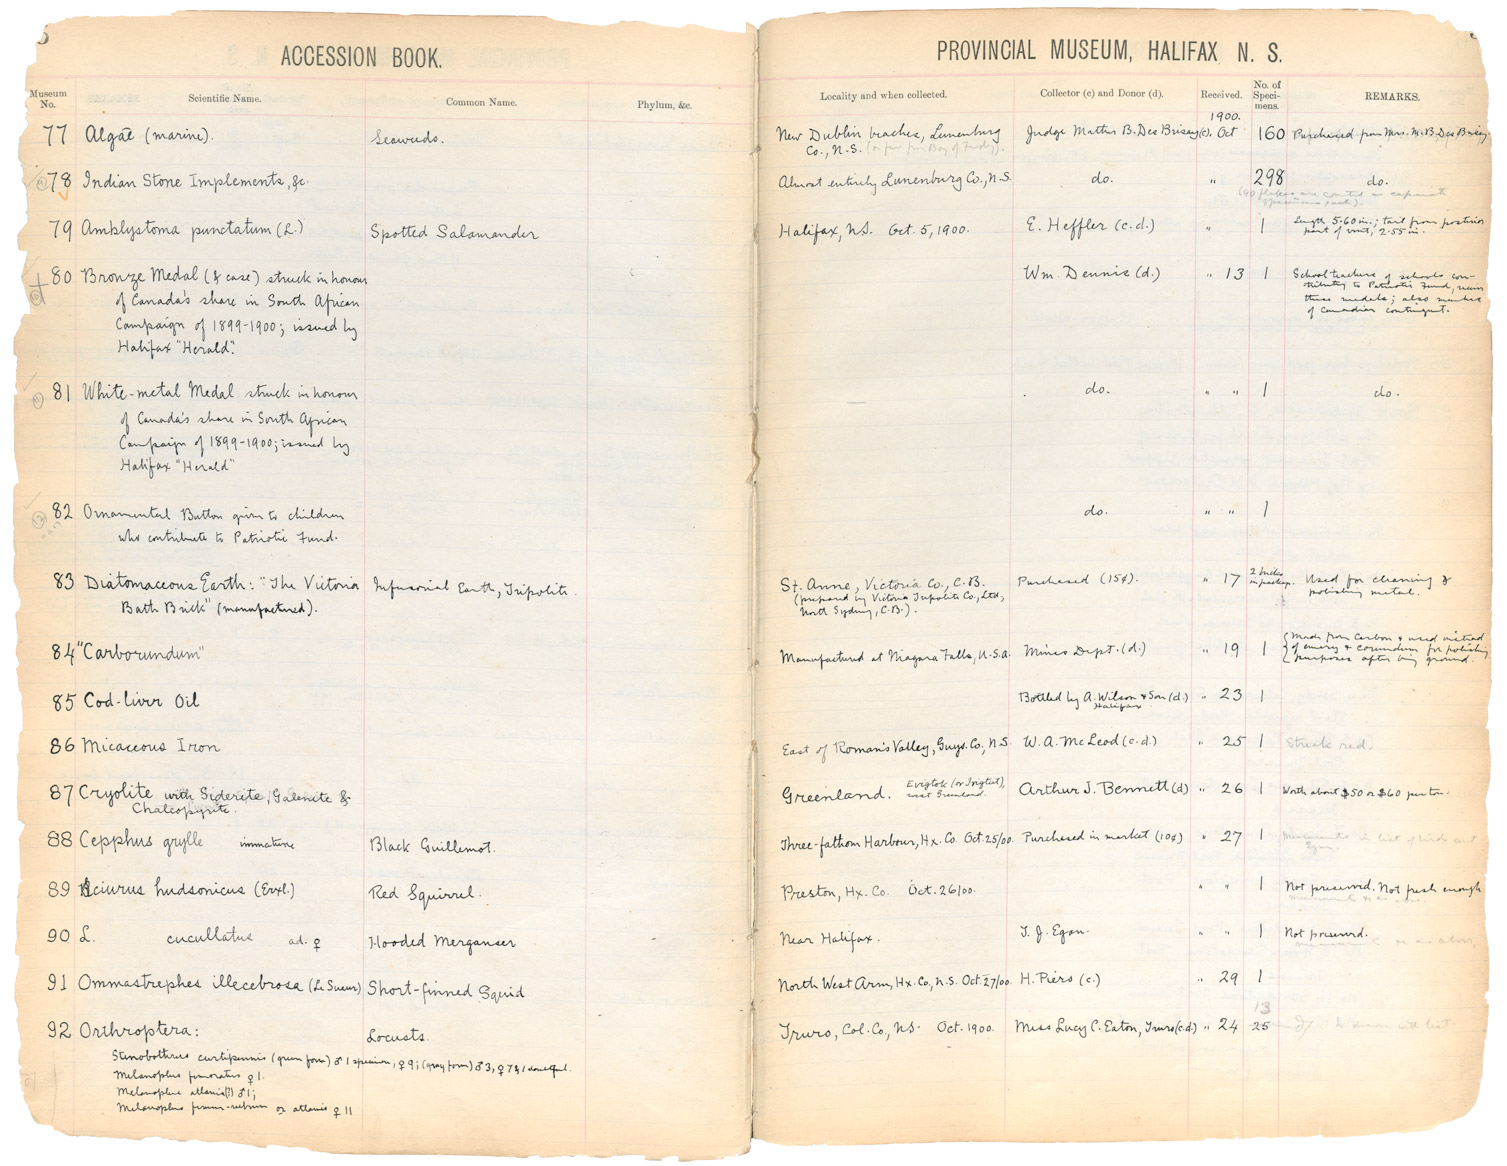 ACCESSION BOOK.
PROVINCIAL MUSEUM, HALIFAX, N. S.
Museum No. Scientific Name. Common Name. Phylum, &c. Locality and when collected. Collector (c) and Donor (d). Received. No. of Speci-mens. REMARKS.
1900.
77 Algae (marine). Seaweeds. New Dublin beaches, Lunenburg Judge Mather B. Des Brisay (c). Oct 160 Purchased from Mrs. M. B. Des Brisay.
Co., N.S. (or far from Bay of Fundy).
78 Indian Stone Implements, &c. Almost entirely Lunenburg Co., N.S. do. " 298 do.
(40 flakes are counted as separate
specimens, each).
79 Amblystoma punctatum (L.) Spotted Salamander Halifax, N.S. Oct. 5, 1900. E. Heffler (c.d.) " 1 Length 5.60 in.; tail from posterior
part of vent, 2.55 in.
80 Bronze Medal (& case) struck in honour Wm. Dennis (d.) " 13 1 School teachers of schools con-
of Canada's share in South African tributing to Patriotic Fund, receive
Campaign of 1899-1900; issued by these medals; also members
Halifax "Herald". of Canadian contingent.
81 White-metal Medal struck in honour do. " " 1 do.
of Canada's share in South African
Campaign of 1899-1900; issued by
Halifax "Herald"
82 Ornamental Button given to children do. " " 1
who contribute to Patriotic Fund.
83 Diatomaceous Earth: "The Victoria Infusorial Earth, Tripolite. St. Anne, Victoria Co., C.B. Purchased (15¢). " 17 2 bricks in package. Used for cleaning &
Bath Brick" (manufactured). (prepared by Victoria Tripolite Co., Ltd., polishing metal.
North Sydney, C.B.).
84 "Carborundum" Manufactured at Niagara Falls, U.S.A. Mines Dept. (d.) " 19 1 Made from Carbon & used instead
of emery & corundum for polishing
purposes after being ground.
85 Cod-liver Oil Bottled by A. Wilson & Son (d.) " 23 1
Halifax
86 Micaceous Iron East of Roman's Valley, Guys. Co., N.S. W. A. McLeod (c.d.) " 25 1 Streak red.
87 Cryolite with Siderite, Galenite & Greenland. Evigtok (or Ivigtut), Arthur J. Bennett (d) " 26 1 Worth about $50 or $60 per ton.
Chalcopyrite. west Greenland.
88 Cepphus grylle immature Black Guillemot. Three-fathom Harbour, Hx. Co. Oct. 25/00. Purchased in market (10¢) " 27 1
89 Sciurus hudsonicus (Erxl.) Red Squirrel. Preston, Hx. Co. Oct. 26/00. " " 1 Not preserved. Not fresh enough
90 L. cucullatus ad. ♀ Hooded Merganser Near Halifax. T. J. Egan. " " 1 Not preserved.
91 Ommastrephes illecebrosa (Le Sueur) Short-finned Squid North West Arm, Hx. Co., N.S. Oct. 27/00. H. Piers (c.) " 29 1
13
92 Orthroptera: Locusts. Truro, Col. Co., N.S. Oct. 1900. Miss Lucy C. Eaton, Truro (c.d.) " 24 25
Stenobothrus curtipennis (green form) ♂ 1 specimen, ♀ 9; (gray form) ♂ 3, ♀ 7 & 1 doubtful.
Melanoplus femoratus ♀ 1.
Melanoplus atlanis(?) ♂ 1;
Melanoplus femur-rubrum or atlanis ♀ 11